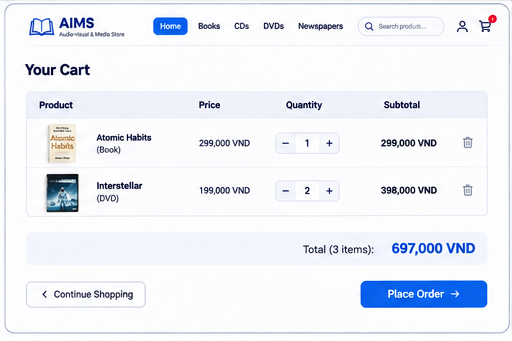 AIMS
Audio-visual & Media Store
Home
Books
CDs
DVDs
Newspapers
Search products...
Your Cart
Product Price Quantity Subtotal
Atomic Habits
(Book)
299,000 VND
− 1 +
299,000 VND
Atomic
Habits
Interstellar
(DVD)
199,000 VND
− 2 +
398,000 VND
Total (3 items): 697,000 VND
Continue Shopping
Place Order